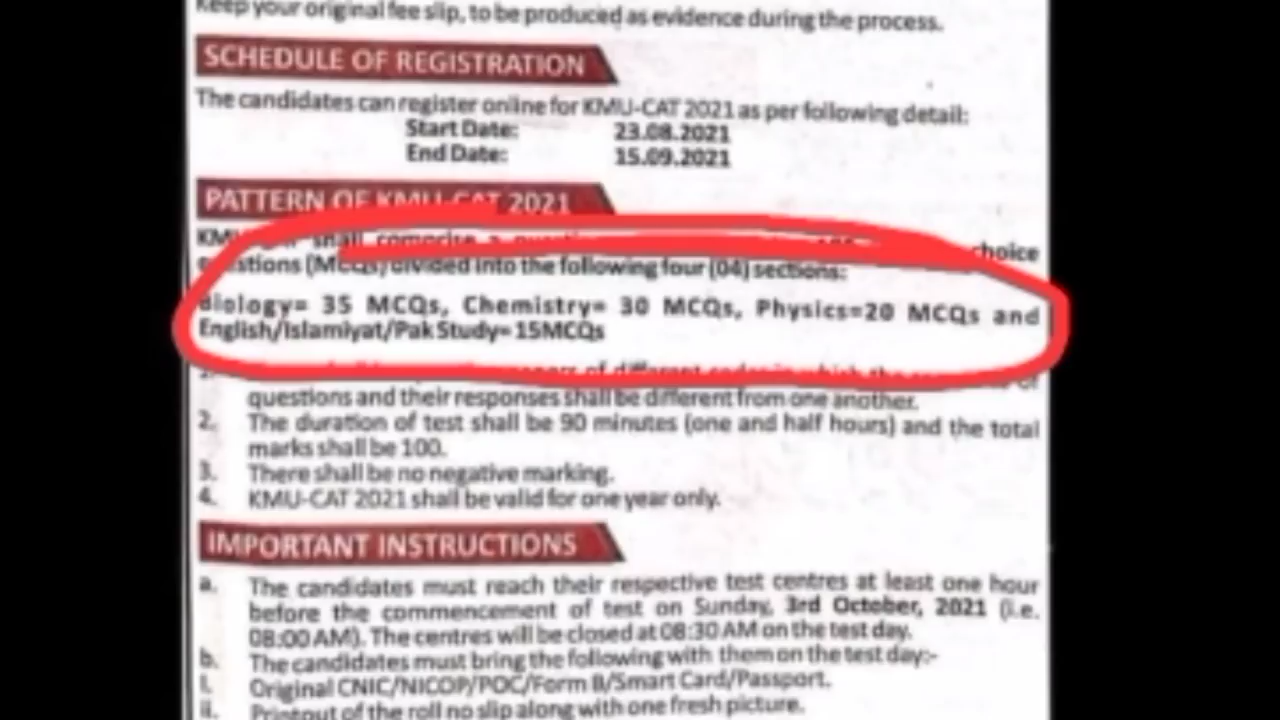 Keep your original fee slip, to be produced as evidence during the process.
SCHEDULE OF REGISTRATION
The candidates can register online for KMU-CAT 2021 as per following detail:
Start Date: 23.08.2021
End Date: 15.09.2021
PATTERN OF KMU-CAT 2021
shall comprise a choice
questions (MCQs) divided into the following four (04) sections:
Biology= 35 MCQs, Chemistry= 30 MCQs, Physics=20 MCQs and
English/Islamiyat/Pak Study= 15MCQs
1. of different codes in which the
questions and their responses shall be different from one another.
2. The duration of test shall be 90 minutes (one and half hours) and the total
marks shall be 100.
3. There shall be no negative marking.
4. KMU-CAT 2021 shall be valid for one year only.
IMPORTANT INSTRUCTIONS
a. The candidates must reach their respective test centres at least one hour
before the commencement of test on Sunday, 3rd October, 2021 (i.e.
08:00 AM). The centres will be closed at 08:30 AM on the test day.
b. The candidates must bring the following with them on the test day:-
i. Original CNIC/NICOP/POC/Form B/Smart Card/Passport.
ii. Printout of the roll no slip along with one fresh picture.